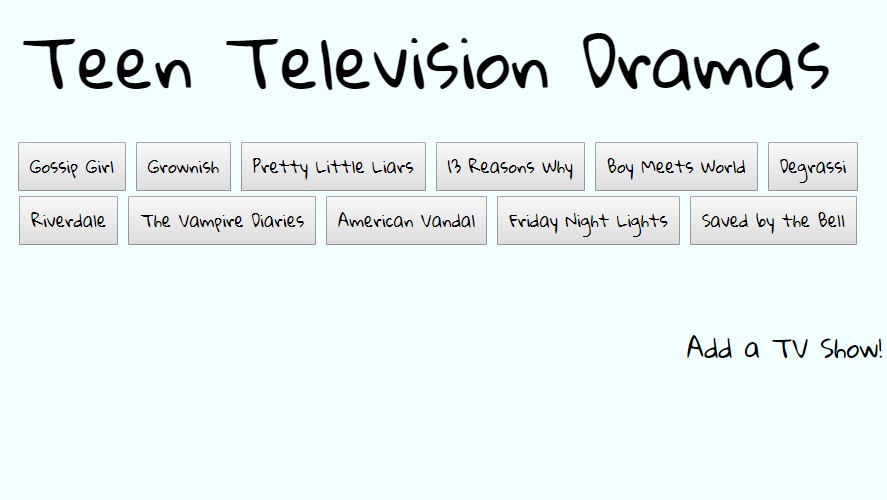 Teen Television Dramas
Gossip Girl Grownish Pretty Little Liars 13 Reasons Why Boy Meets World Degrassi
Riverdale The Vampire Diaries American Vandal Friday Night Lights Saved by the Bell
Add a TV Show!